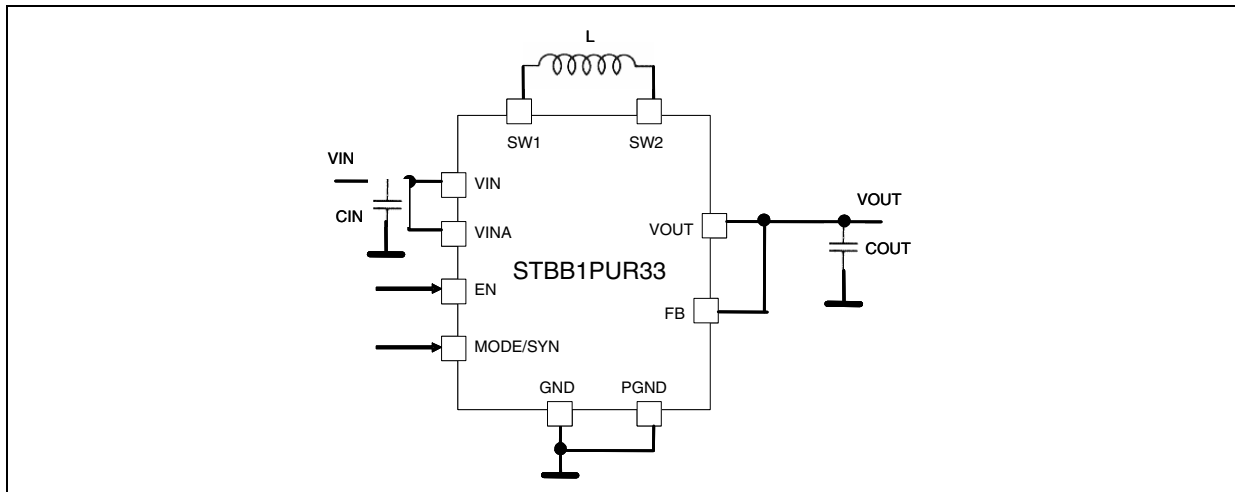 L
SW1 SW2
VIN
VIN
CIN
VINA
VOUT
VOUT
COUT
STBB1PUR33
EN
FB
MODE/SYN
GND PGND